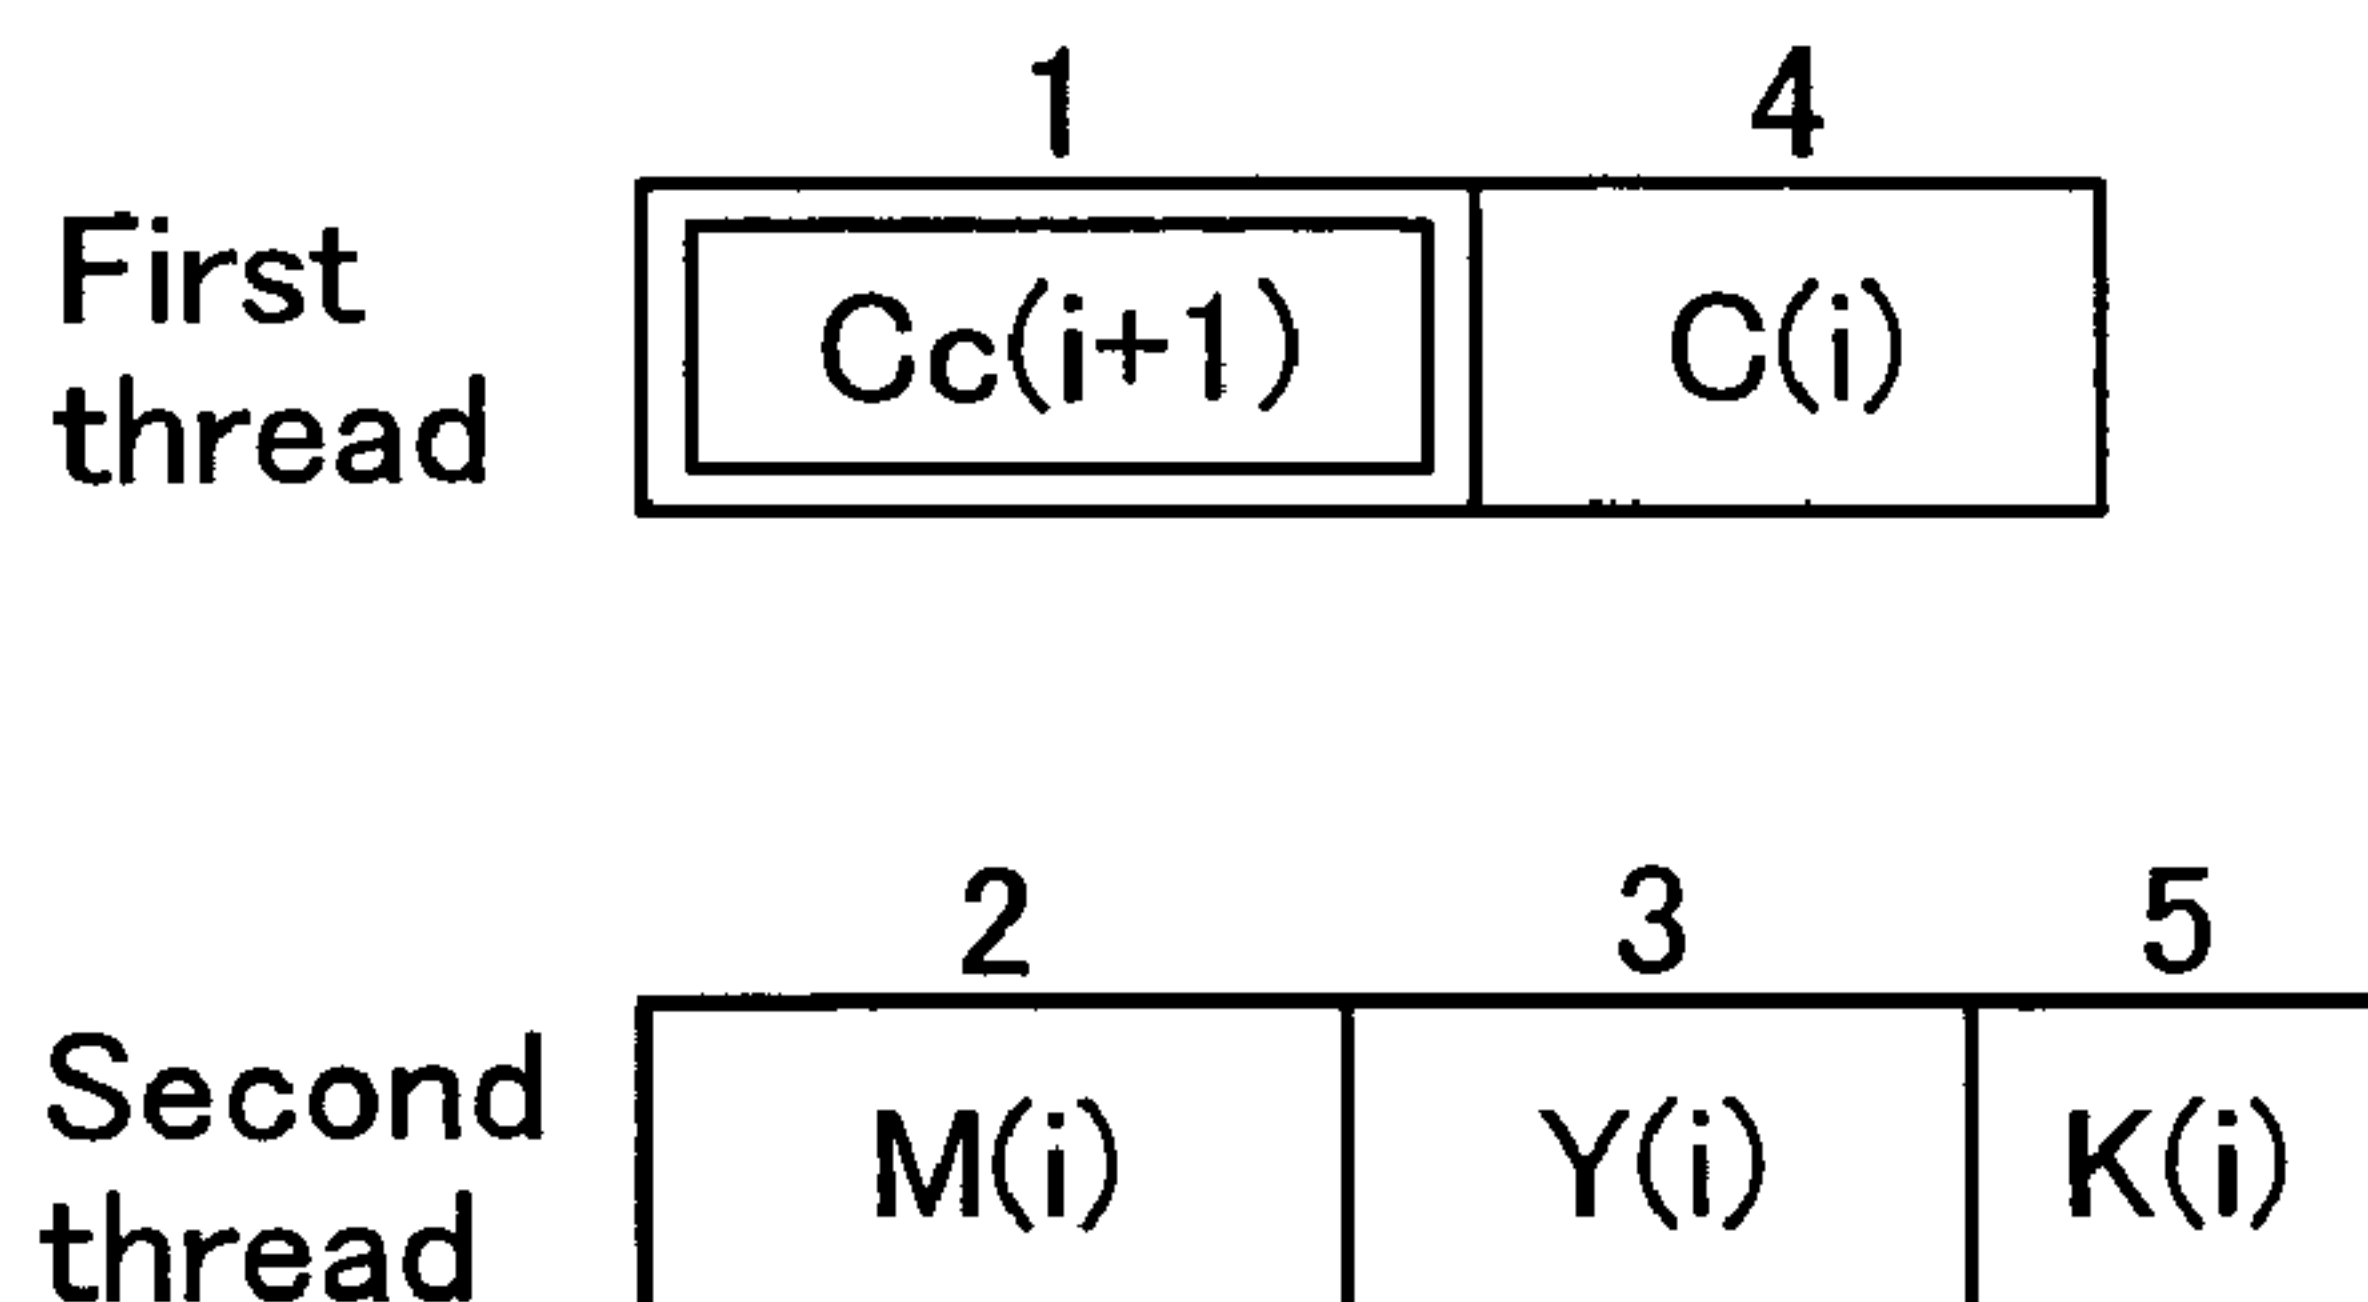 1 4
First
thread
Cc(i+1) C(i)
2 3 5
Second
thread
M(i) Y(i) K(i)